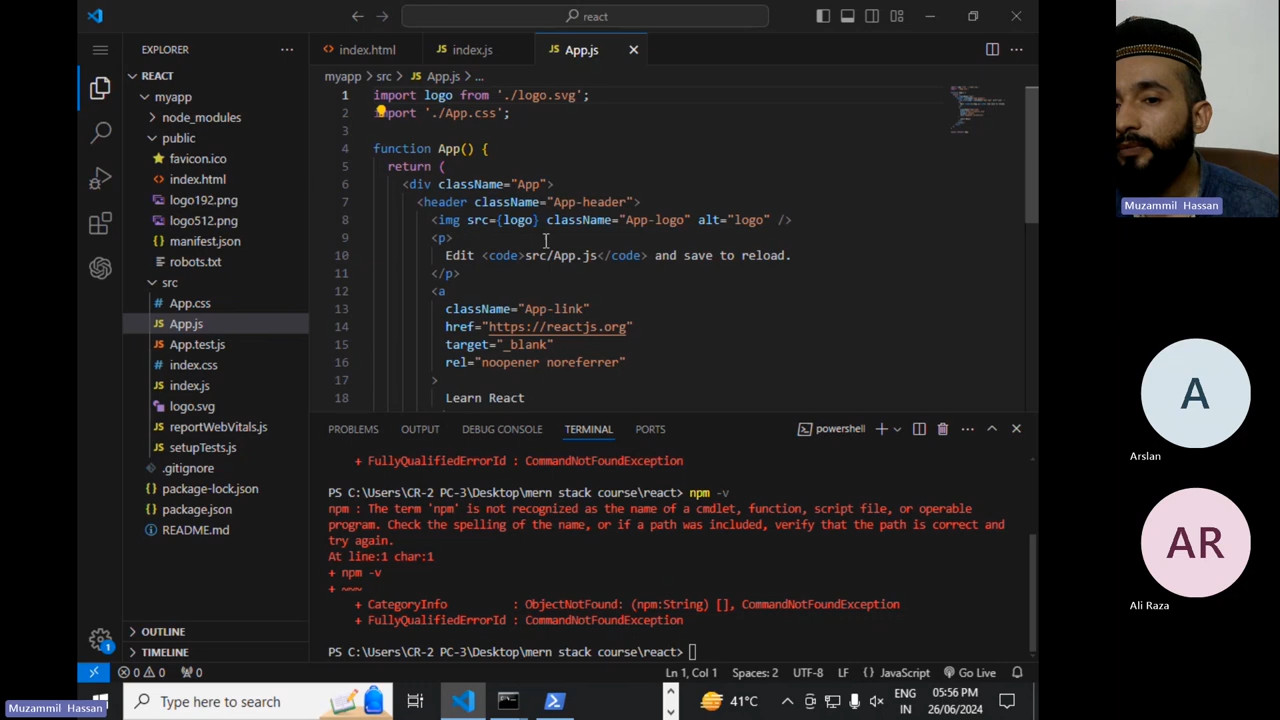 react
EXPLORER
index.html
index.js
App.js
REACT
myapp
node_modules
public
favicon.ico
index.html
logo192.png
logo512.png
manifest.json
robots.txt
src
App.css
App.js
App.test.js
index.css
index.js
logo.svg
reportWebVitals.js
setupTests.js
.gitignore
package-lock.json
package.json
README.md
OUTLINE
TIMELINE
myapp > src > JS App.js > ...
1 import logo from './logo.svg';
2 import './App.css';
3
4 function App() {
5 return (
6 <div className="App">
7 <header className="App-header">
8 <img src={logo} className="App-logo" alt="logo" />
9 <p>
10 Edit <code>src/App.js</code> and save to reload.
11 </p>
12 <a
13 className="App-link"
14 href="https://reactjs.org"
15 target="_blank"
16 rel="noopener noreferrer"
17 >
18 Learn React
PROBLEMS OUTPUT DEBUG CONSOLE TERMINAL PORTS
powershell
+ FullyQualifiedErrorId : CommandNotFoundException
PS C:\Users\CR-2 PC-3\Desktop\mern stack course\react> npm -v
npm : The term 'npm' is not recognized as the name of a cmdlet, function, script file, or operable
program. Check the spelling of the name, or if a path was included, verify that the path is correct and
try again.
At line:1 char:1
+ npm -v
+ ~~~
+ CategoryInfo : ObjectNotFound: (npm:String) [], CommandNotFoundException
+ FullyQualifiedErrorId : CommandNotFoundException
PS C:\Users\CR-2 PC-3\Desktop\mern stack course\react>
0 0 0
Ln 1, Col 1 Spaces: 2 UTF-8 LF {} JavaScript Go Live
Type here to search
41°C
ENG
IN
05:56 PM
26/06/2024
Muzammil Hassan
Muzammil Hassan
A
Arslan
AR
Ali Raza